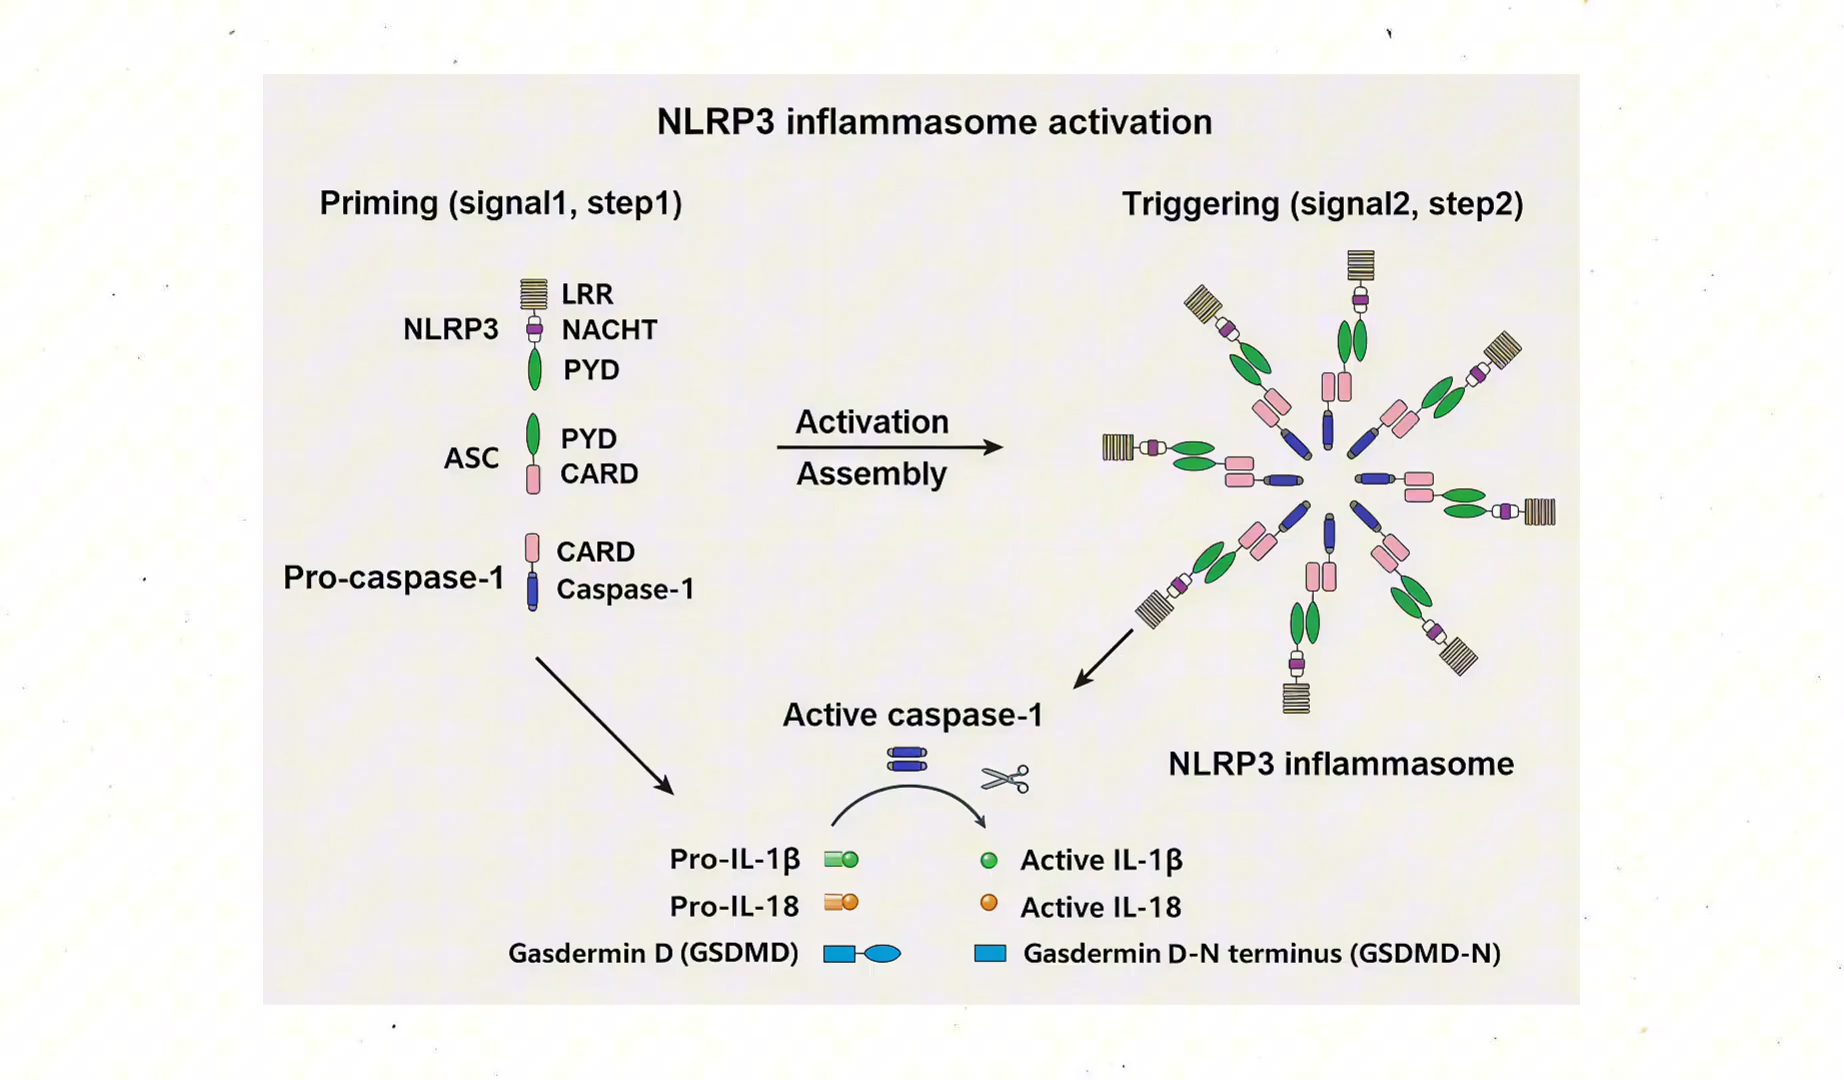 NLRP3 inflammasome activation
Priming (signal1, step1)
Triggering (signal2, step2)
LRR
NLRP3
NACHT
PYD
PYD
ASC
CARD
CARD
Pro-caspase-1
Caspase-1
Activation
Assembly
Active caspase-1
NLRP3 inflammasome
Pro-IL-1β
Active IL-1β
Pro-IL-18
Active IL-18
Gasdermin D (GSDMD)
Gasdermin D-N terminus (GSDMD-N)